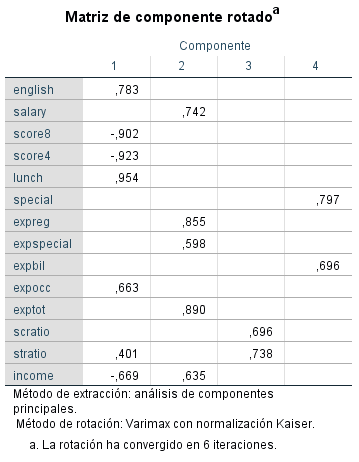 Matriz de componente rotado a
Componente
1 2 3 4
english ,783
salary ,742
score8 -,902
score4 -,923
lunch ,954
special ,797
expreg ,855
expspecial ,598
expbil ,696
expocc ,663
exptot ,890
scratio ,696
stratio ,401 ,738
income -,669 ,635
Método de extracción: análisis de componentes
principales.
Método de rotación: Varimax con normalización Kaiser.
a. La rotación ha convergido en 6 iteraciones.